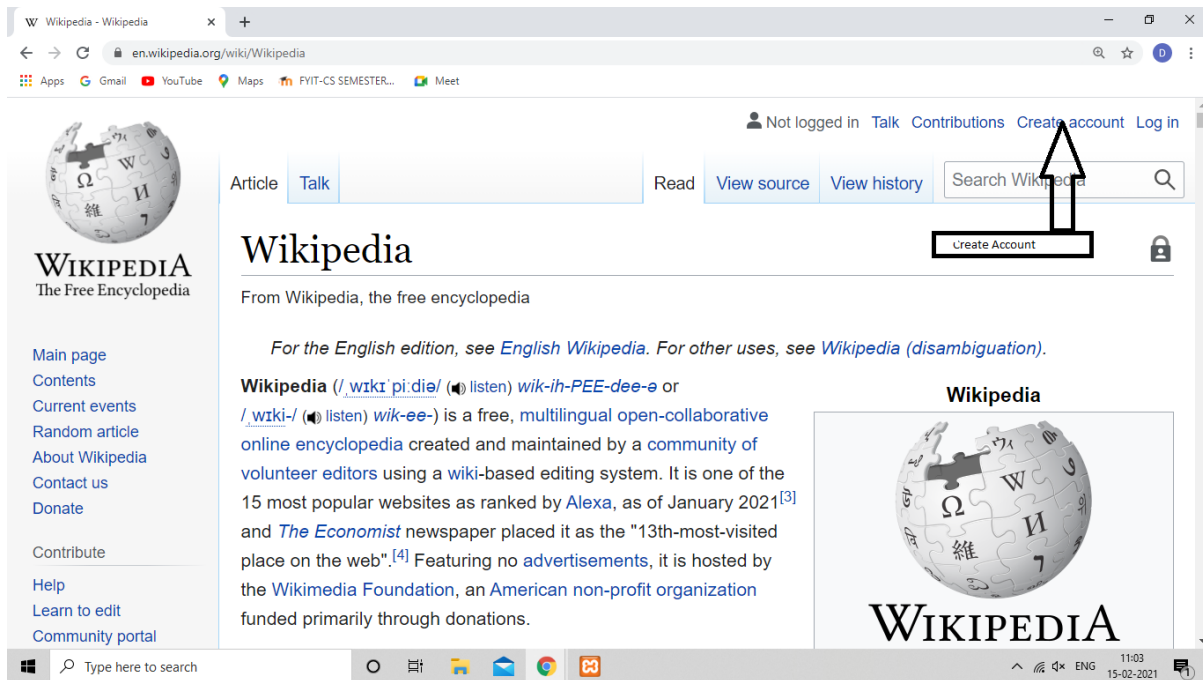 Wikipedia - Wikipedia
en.wikipedia.org/wiki/Wikipedia
D
Apps Gmail YouTube Maps FYIT-CS SEMESTER... Meet
Not logged in Talk Contributions Create account Log in
Article Talk Read View source View history Search Wikipedia
Create Account
WIKIPEDIA
The Free Encyclopedia
Main page
Contents
Current events
Random article
About Wikipedia
Contact us
Donate
Contribute
Help
Learn to edit
Community portal
Wikipedia
From Wikipedia, the free encyclopedia
For the English edition, see English Wikipedia. For other uses, see Wikipedia (disambiguation).
Wikipedia (/ˌwɪkɪˈpiːdiə/ (listen) wik-ih-PEE-dee-ə or
/ˌwɪki-/ (listen) wik-ee-) is a free, multilingual open-collaborative
online encyclopedia created and maintained by a community of
volunteer editors using a wiki-based editing system. It is one of the
15 most popular websites as ranked by Alexa, as of January 2021[3]
and The Economist newspaper placed it as the "13th-most-visited
place on the web".[4] Featuring no advertisements, it is hosted by
the Wikimedia Foundation, an American non-profit organization
funded primarily through donations.
Wikipedia
Ω W И 維 7
WIKIPEDIA
Type here to search
ENG
11:03
15-02-2021
1